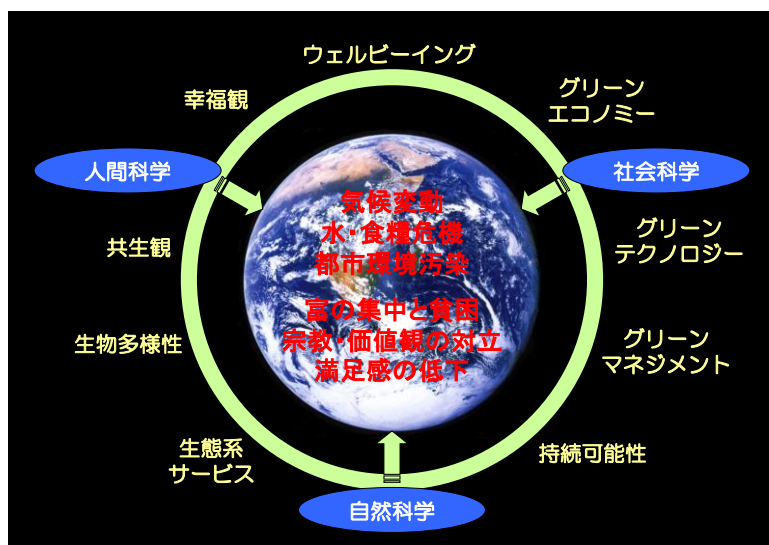 ウェルビーイング
幸福観
グリーン
エコノミー
人間科学
社会科学
気候変動
水・食糧危機
都市環境汚染
富の集中と貧困
宗教・価値観の対立
満足感の低下
共生観
グリーン
テクノロジー
生物多様性
グリーン
マネジメント
生態系
サービス
持続可能性
自然科学